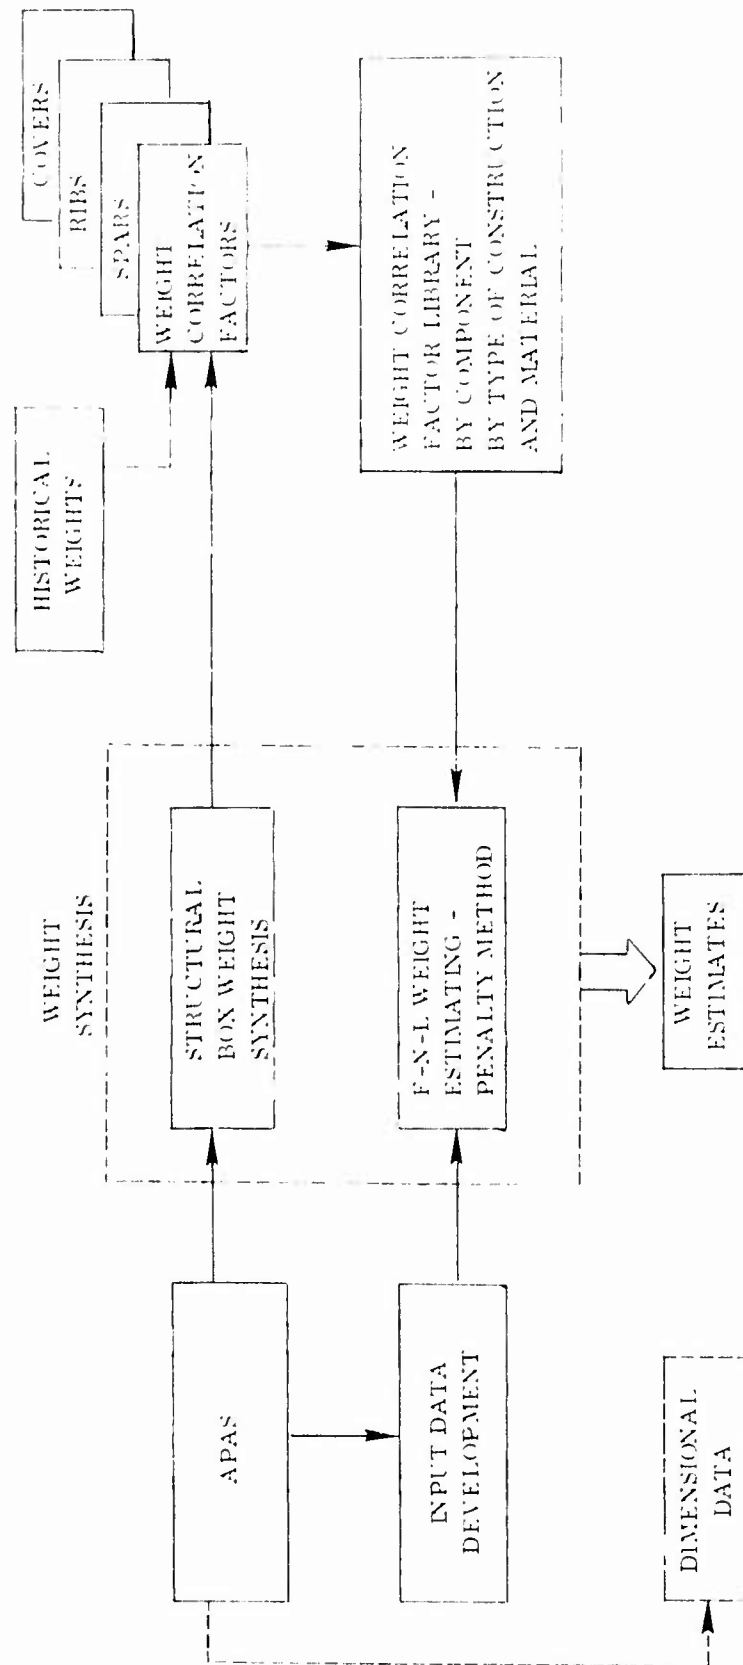 WEIGHT
SYNTHESIS
HISTORICAL
WEIGHTS
COVERS
RIBS
SPARS
WEIGHT
CORRELATION
FACTORS
APAS
STRUCTURAL
BOX WEIGHT
SYNTHESIS
INPUT DATA
DEVELOPMENT
F-N-L WEIGHT
ESTIMATING -
PENALTY METHOD
WEIGHT CORRELATION
FACTOR LIBRARY -
BY COMPONENT
BY TYPE OF CONSTRUCTION
AND MATERIAL
DIMENSIONAL
DATA
WEIGHT
ESTIMATES